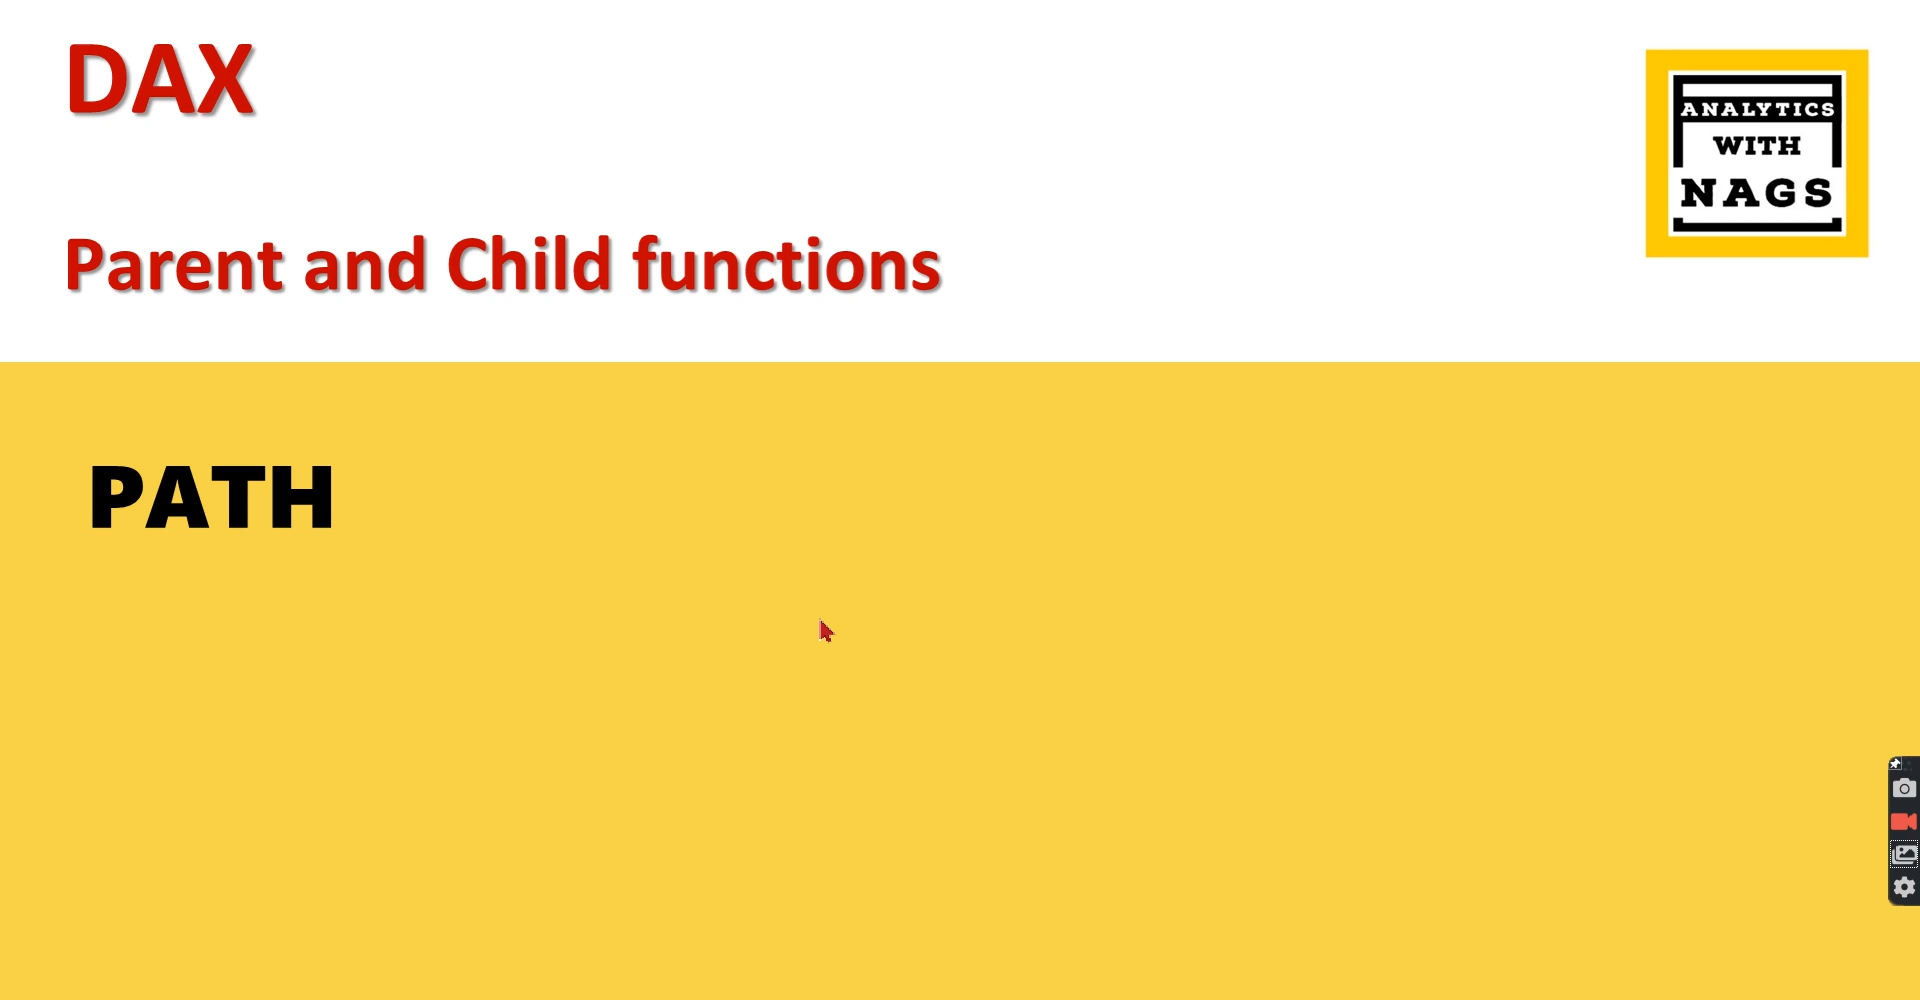 DAX
ANALYTICS
WITH
NAGS
Parent and Child functions
PATH